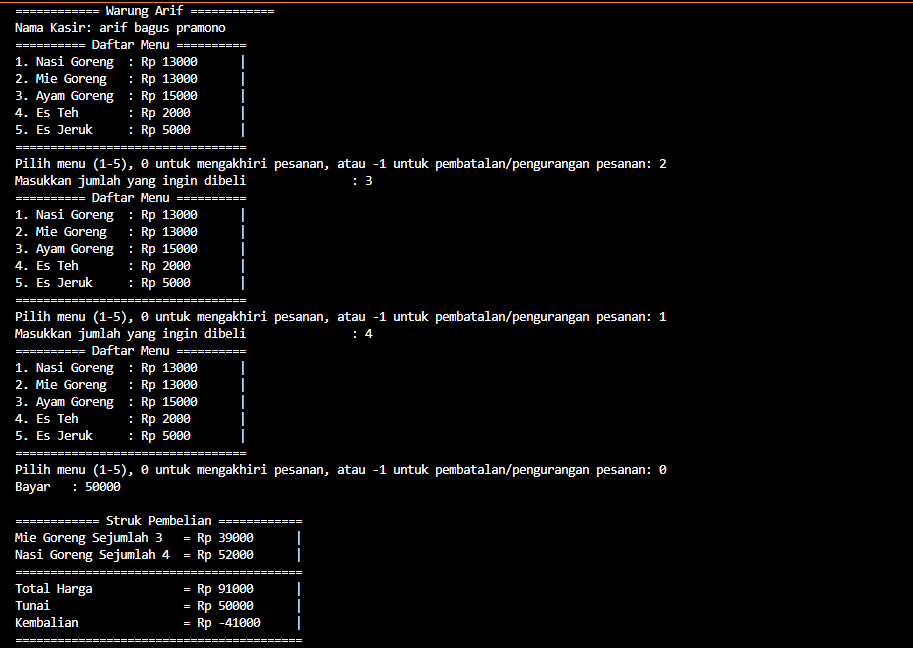 ============ Warung Arif ============
Nama Kasir: arif bagus pramono
========== Daftar Menu ==========
1. Nasi Goreng  : Rp 13000      |
2. Mie Goreng   : Rp 13000      |
3. Ayam Goreng  : Rp 15000      |
4. Es Teh       : Rp 2000       |
5. Es Jeruk     : Rp 5000       |
=================================
Pilih menu (1-5), 0 untuk mengakhiri pesanan, atau -1 untuk pembatalan/pengurangan pesanan: 2
Masukkan jumlah yang ingin dibeli               : 3
========== Daftar Menu ==========
1. Nasi Goreng  : Rp 13000      |
2. Mie Goreng   : Rp 13000      |
3. Ayam Goreng  : Rp 15000      |
4. Es Teh       : Rp 2000       |
5. Es Jeruk     : Rp 5000       |
=================================
Pilih menu (1-5), 0 untuk mengakhiri pesanan, atau -1 untuk pembatalan/pengurangan pesanan: 1
Masukkan jumlah yang ingin dibeli               : 4
========== Daftar Menu ==========
1. Nasi Goreng  : Rp 13000      |
2. Mie Goreng   : Rp 13000      |
3. Ayam Goreng  : Rp 15000      |
4. Es Teh       : Rp 2000       |
5. Es Jeruk     : Rp 5000       |
=================================
Pilih menu (1-5), 0 untuk mengakhiri pesanan, atau -1 untuk pembatalan/pengurangan pesanan: 0
Bayar   : 50000

============ Struk Pembelian ============
Mie Goreng Sejumlah 3   = Rp 39000      |
Nasi Goreng Sejumlah 4  = Rp 52000      |
=========================================
Total Harga             = Rp 91000      |
Tunai                   = Rp 50000      |
Kembalian               = Rp -41000     |
=========================================